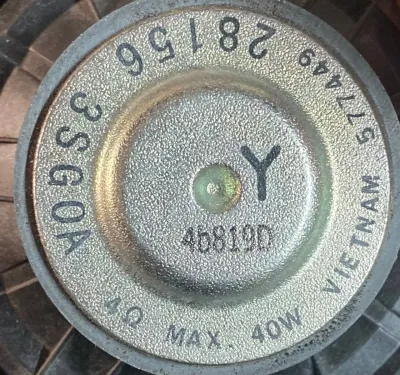 28156 3SG0A
577449
4Ω MAX. 40W VIETNAM
Y
4b819D